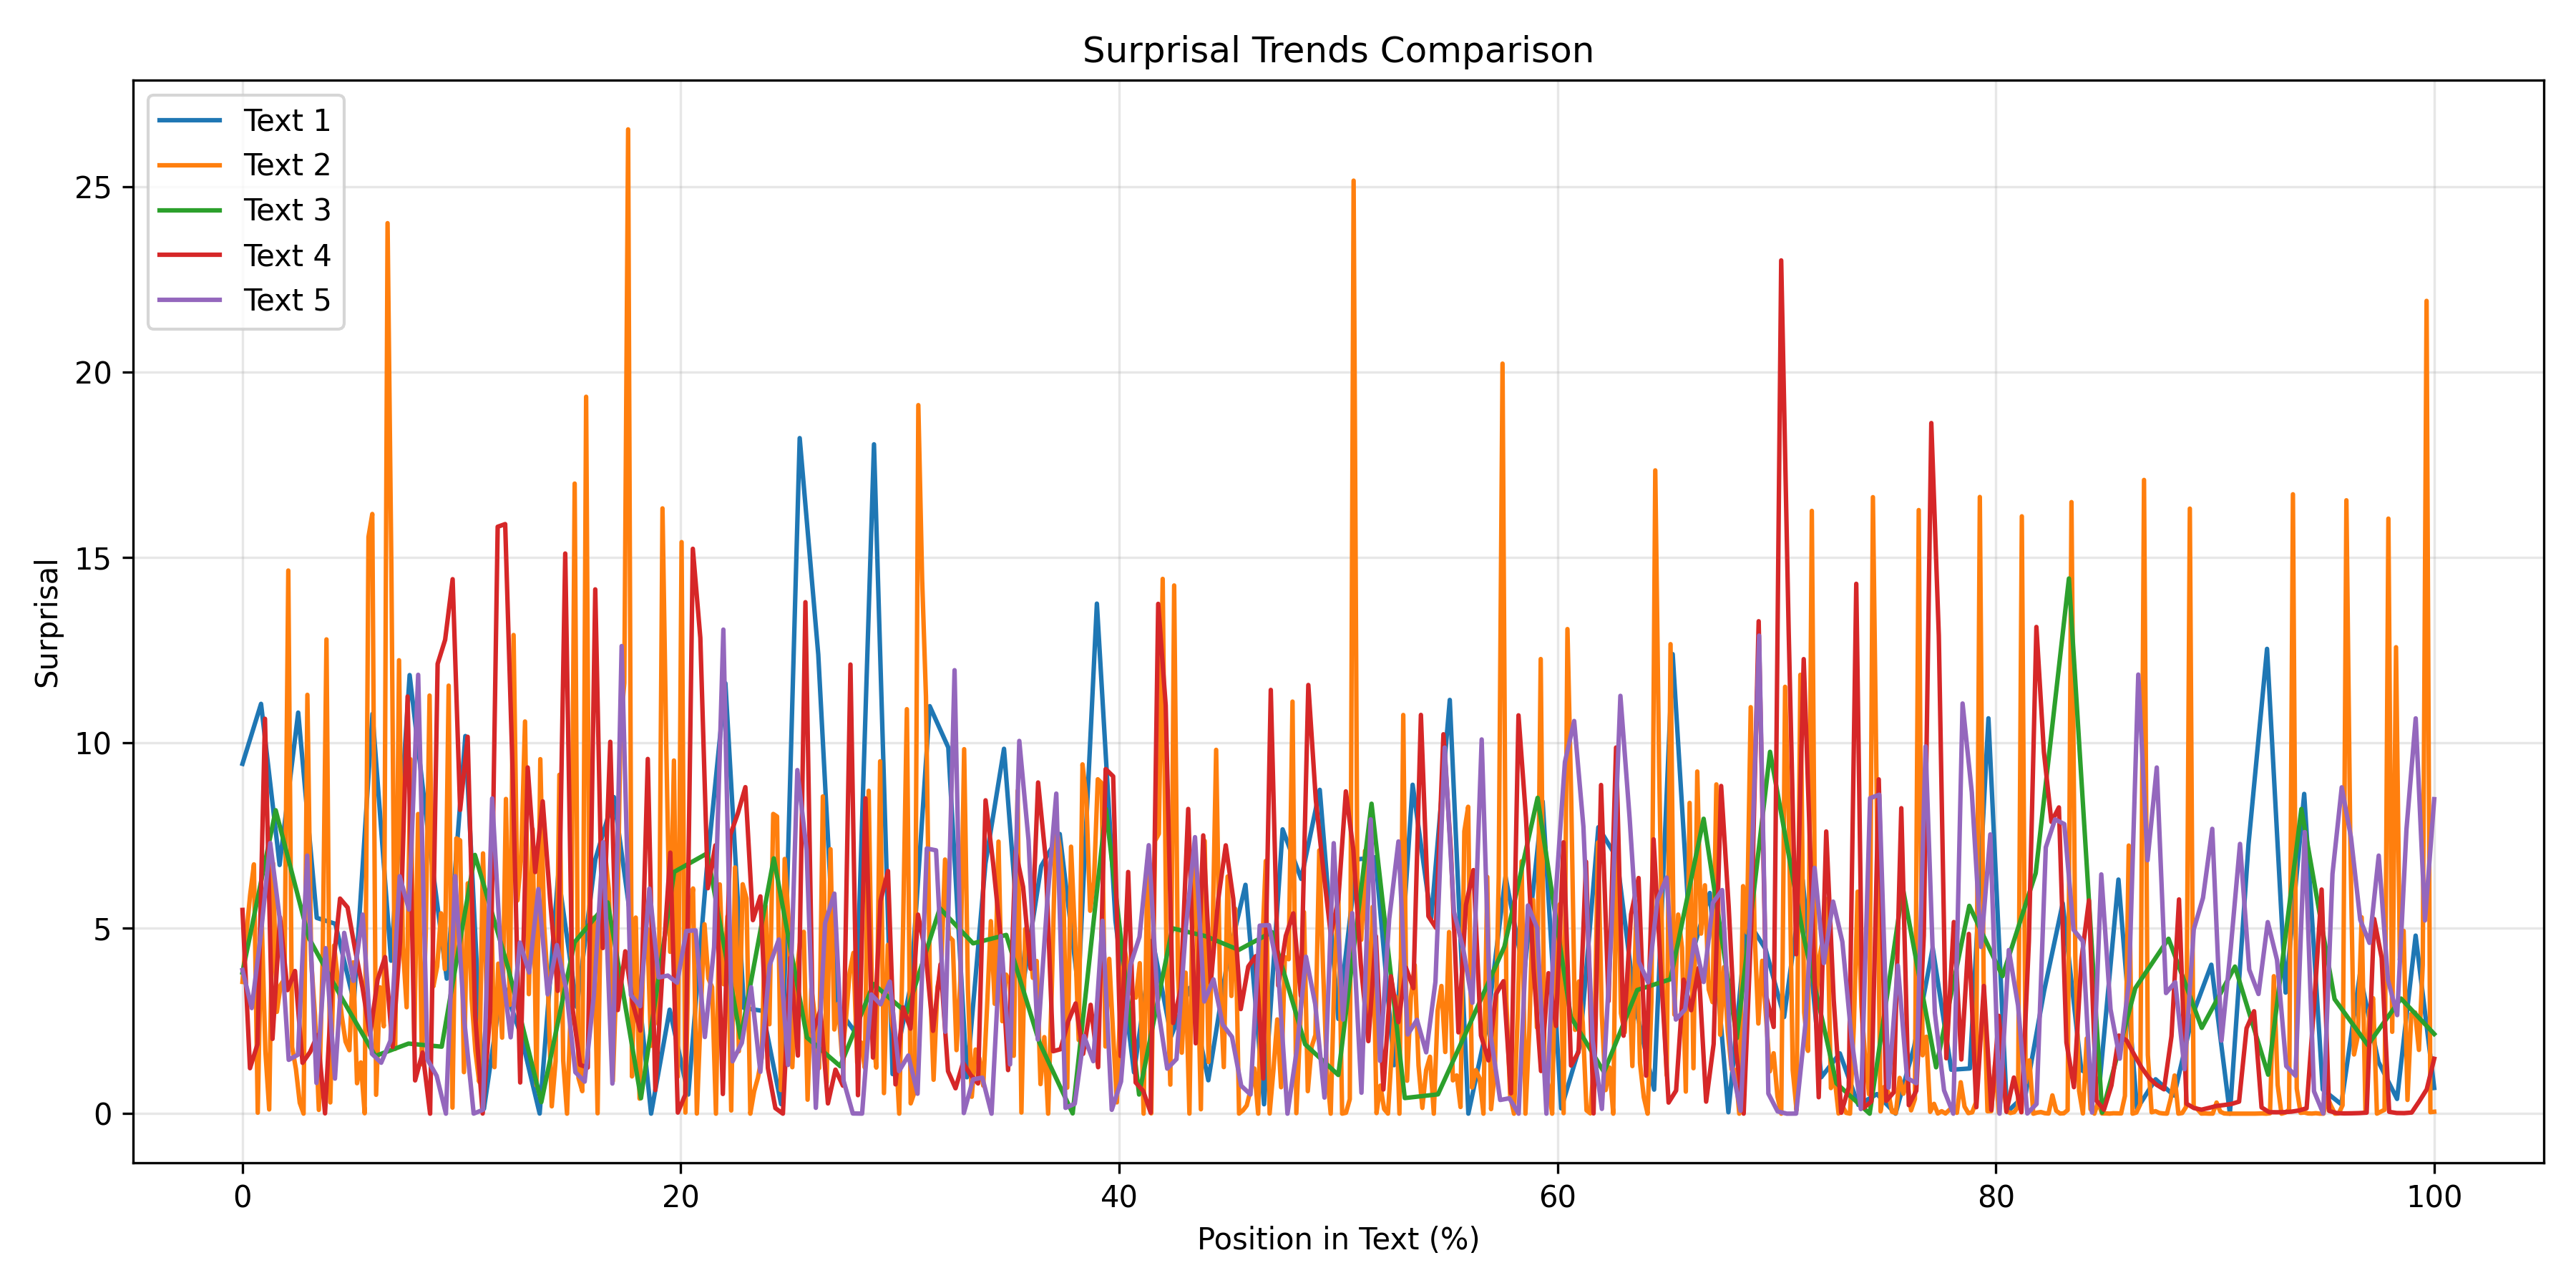 Surprisal Trends Comparison
Text 1
Text 2
Text 3
Text 4
Text 5
25
20
15
10
5
0
Surprisal
0 20 40 60 80 100
Position in Text (%)